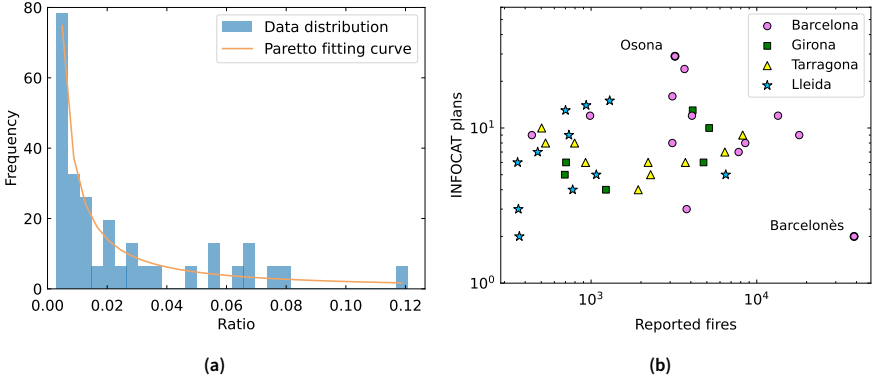 80
60
40
20
0
0.00 0.02 0.04 0.06 0.08 0.10 0.12
Frequency
Ratio
Data distribution
Paretto fitting curve
(a)
10¹
10⁰
10³ 10⁴
INFOCAT plans
Reported fires
Osona
Barcelonès
Barcelona
Girona
Tarragona
Lleida
(b)